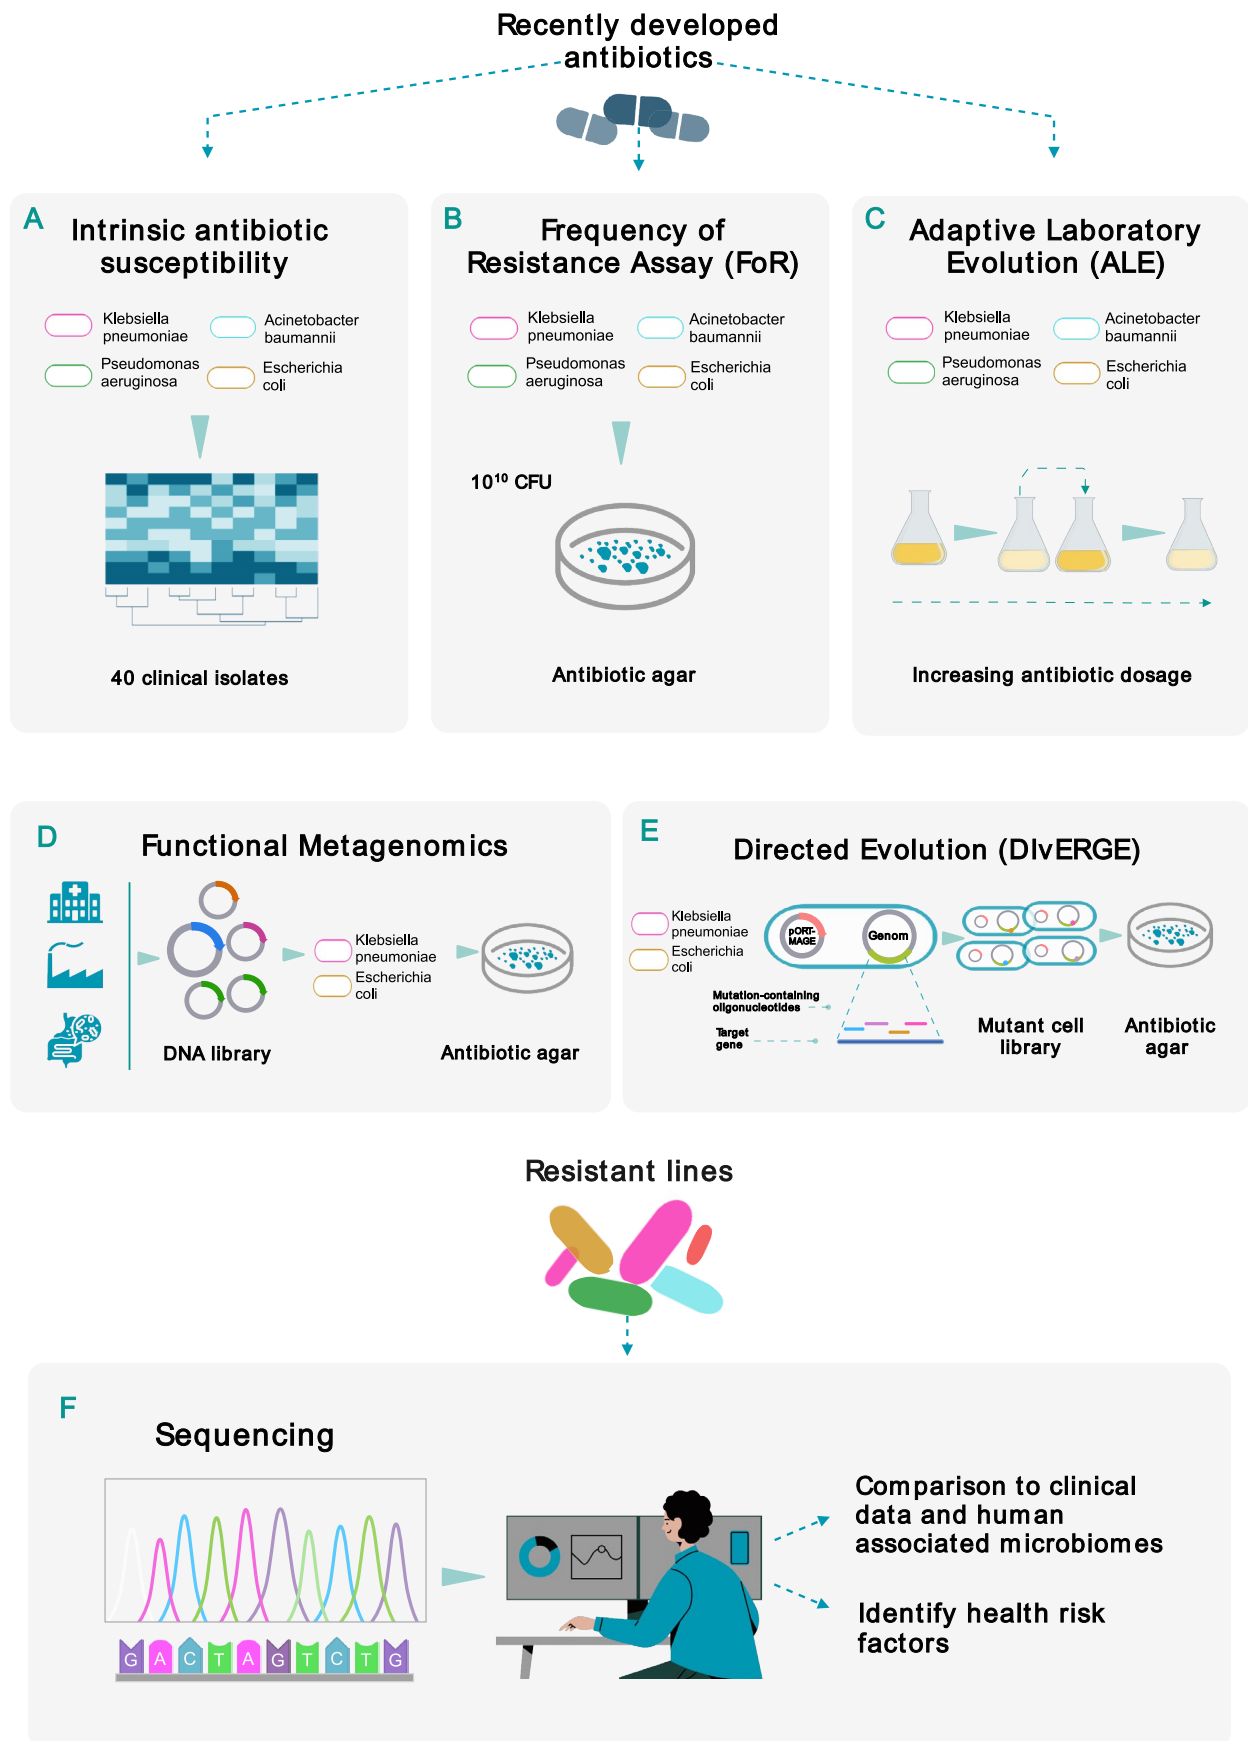 Recently developed
antibiotics
A
Intrinsic antibiotic
susceptibility
Klebsiella
pneumoniae
Acinetobacter
baumannii
Pseudomonas
aeruginosa
Escherichia
coli
40 clinical isolates
B
Frequency of
Resistance Assay (FoR)
Klebsiella
pneumoniae
Acinetobacter
baumannii
Pseudomonas
aeruginosa
Escherichia
coli
10¹⁰ CFU
Antibiotic agar
C
Adaptive Laboratory
Evolution (ALE)
Klebsiella
pneumoniae
Acinetobacter
baumannii
Pseudomonas
aeruginosa
Escherichia
coli
Increasing antibiotic dosage
D
Functional Metagenomics
DNA library
Klebsiella
pneumoniae
Escherichia
coli
Antibiotic agar
E
Directed Evolution (DIvERGE)
Klebsiella
pneumoniae
Escherichia
coli
pORT-
MAGE
Genom
Mutation-containing
oligonucleotides
Target
gene
Mutant cell
library
Antibiotic
agar
Resistant lines
F
Sequencing
G A C T A G T C T G
Comparison to clinical
data and human
associated microbiomes
Identify health risk
factors